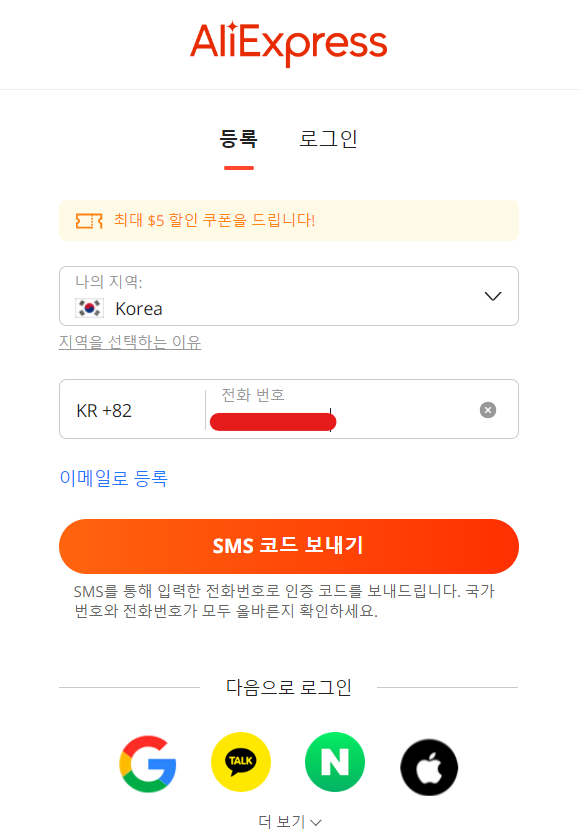 AliExpress
등록 로그인
최대 $5 할인 쿠폰을 드립니다!
나의 지역:
Korea
지역을 선택하는 이유
전화 번호
KR +82
이메일로 등록
SMS 코드 보내기
SMS를 통해 입력한 전화번호로 인증 코드를 보내드립니다. 국가
번호와 전화번호가 모두 올바른지 확인하세요.
다음으로 로그인
G TALK N
더 보기